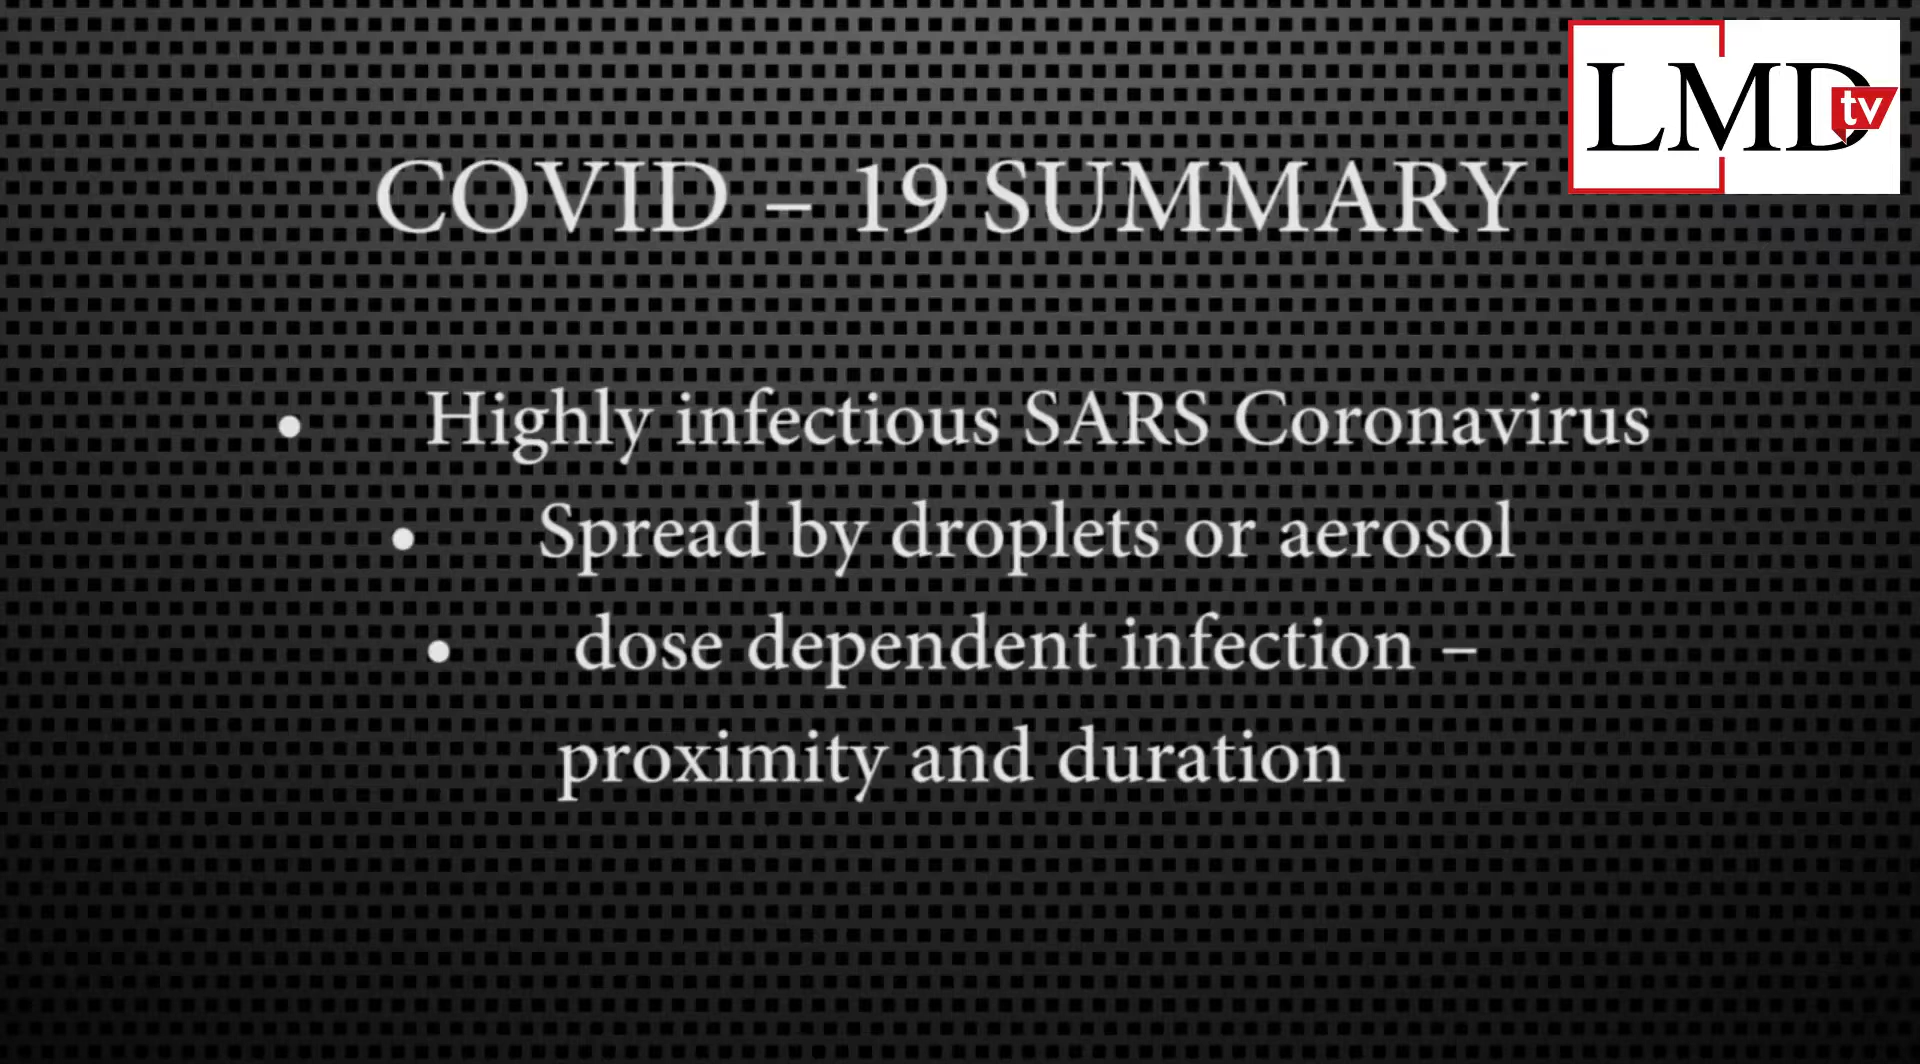 LMD tv
COVID – 19 SUMMARY
• Highly infectious SARS Coronavirus
• Spread by droplets or aerosol
• dose dependent infection –
proximity and duration